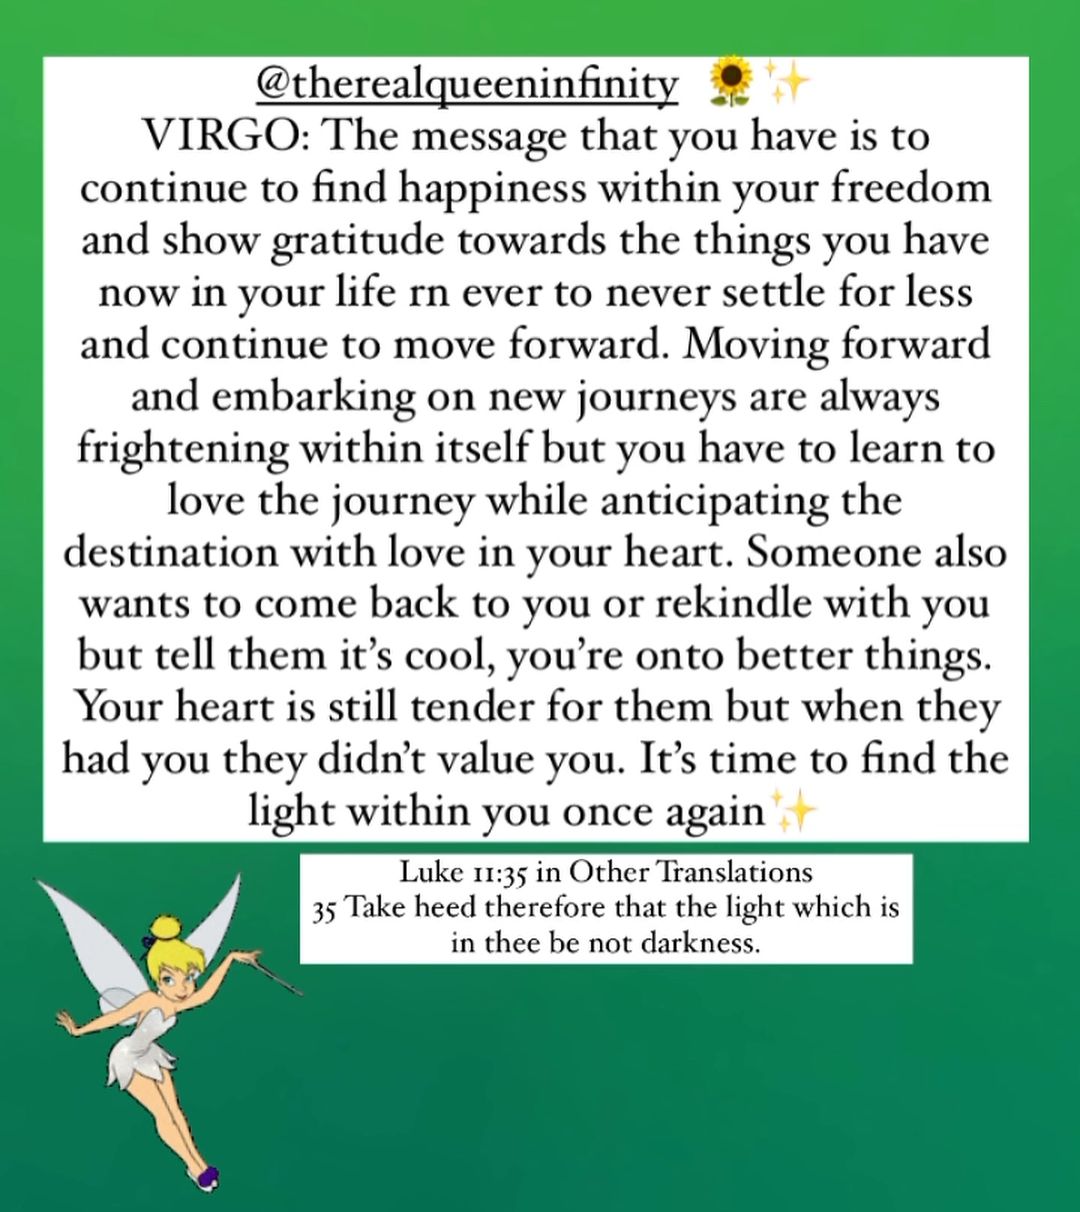 @therealqueeninfinity 🌻✨
VIRGO: The message that you have is to
continue to find happiness within your freedom
and show gratitude towards the things you have
now in your life rn ever to never settle for less
and continue to move forward. Moving forward
and embarking on new journeys are always
frightening within itself but you have to learn to
love the journey while anticipating the
destination with love in your heart. Someone also
wants to come back to you or rekindle with you
but tell them it’s cool, you’re onto better things.
Your heart is still tender for them but when they
had you they didn’t value you. It’s time to find the
light within you once again✨
Luke 11:35 in Other Translations
35 Take heed therefore that the light which is
in thee be not darkness.